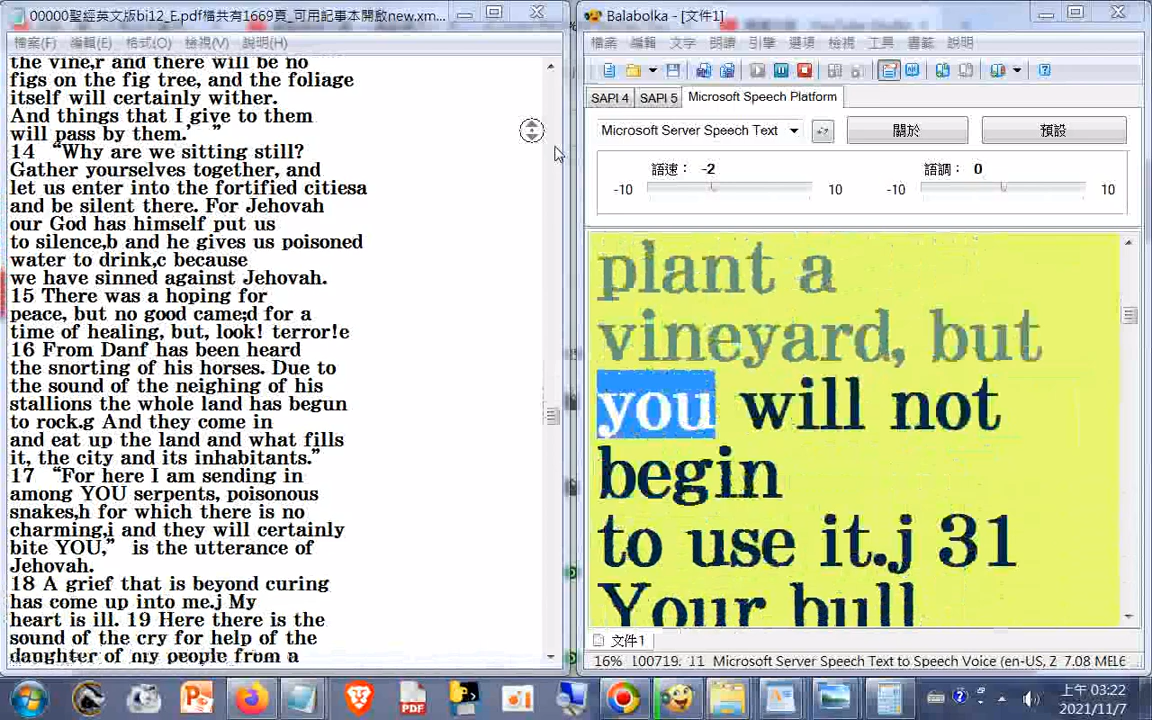 00000聖經英文版bi12_E.pdf檔共有1669頁_可用記事本開啟new.xm...
檔案(F) 編輯(E) 格式(O) 檢視(V) 說明(H)
the vine,r and there will be no
figs on the fig tree, and the foliage
itself will certainly wither.
And things that I give to them
will pass by them.’ ”
14 “Why are we sitting still?
Gather yourselves together, and
let us enter into the fortified citiesa
and be silent there. For Jehovah
our God has himself put us
to silence,b and he gives us poisoned
water to drink,c because
we have sinned against Jehovah.
15 There was a hoping for
peace, but no good came;d for a
time of healing, but, look! terror!e
16 From Danf has been heard
the snorting of his horses. Due to
the sound of the neighing of his
stallions the whole land has begun
to rock.g And they come in
and eat up the land and what fills
it, the city and its inhabitants.”
17 “For here I am sending in
among YOU serpents, poisonous
snakes,h for which there is no
charming,i and they will certainly
bite YOU,” is the utterance of
Jehovah.
18 A grief that is beyond curing
has come up into me.j My
heart is ill. 19 Here there is the
sound of the cry for help of the
daughter of my people from a
Balabolka - [文件1]
檔案 編輯 文字 朗讀 引擎 選項 檢視 工具 書籤 說明
SAPI 4 SAPI 5 Microsoft Speech Platform
Microsoft Server Speech Text 關於 預設
語速： -2 語調： 0
-10 10 -10 10
plant a
vineyard, but
you will not
begin
to use it.j 31
Your bull
文件1
16% 100719. 11 Microsoft Server Speech Text to Speech Voice (en-US, Z 7.08 MEL6
上午 03:22
2021/11/7